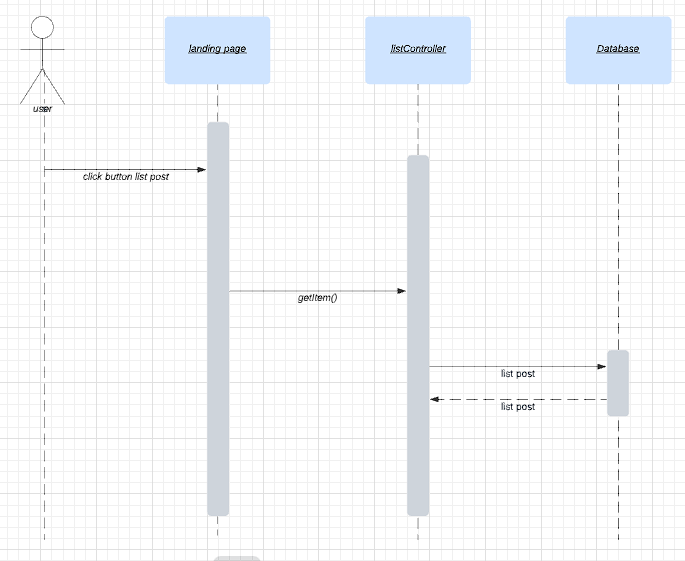 landing page
listController
Database
user
click button list post
getItem()
list post
list post